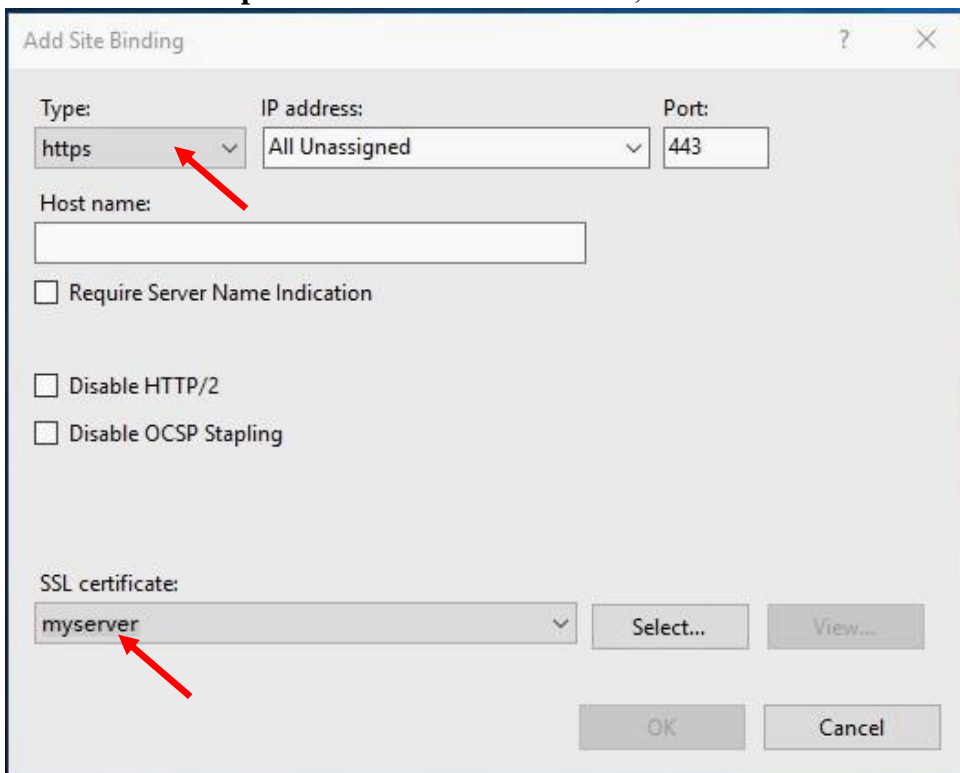 Add Site Binding ? ×
Type: IP address: Port:
https All Unassigned 443
Host name:
Require Server Name Indication
Disable HTTP/2
Disable OCSP Stapling
SSL certificate:
myserver Select... View...
OK Cancel